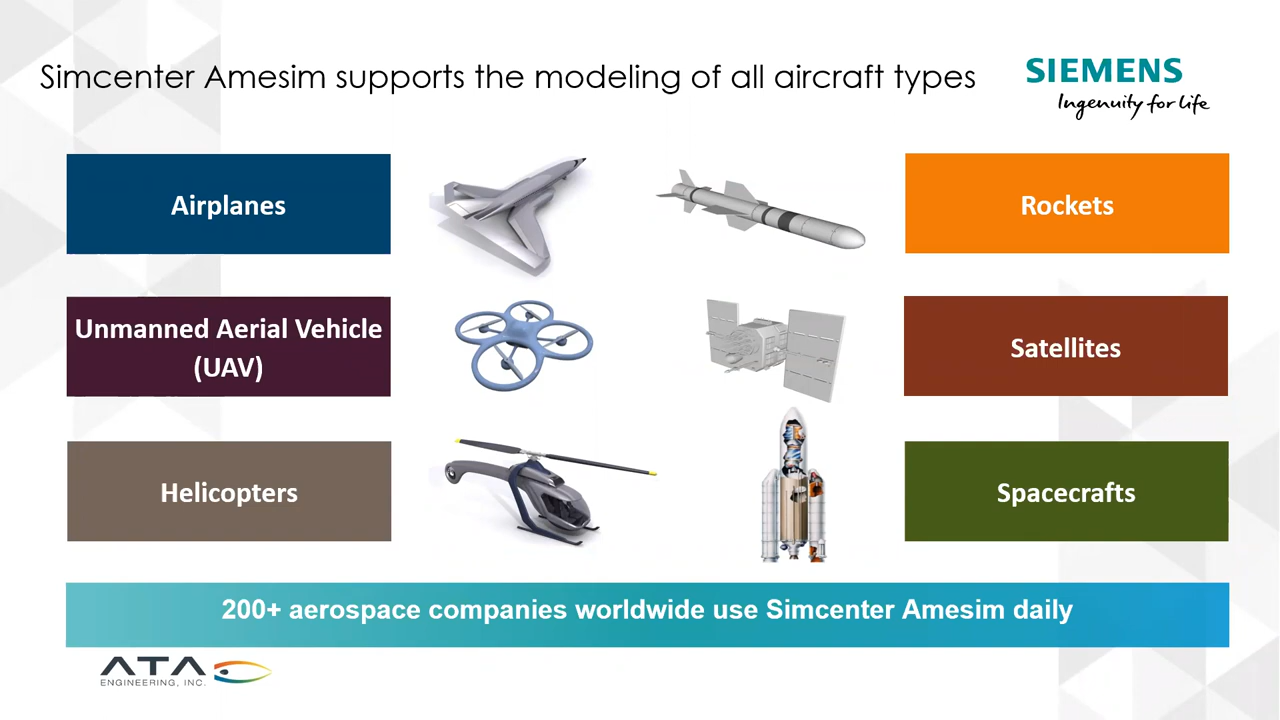 Simcenter Amesim supports the modeling of all aircraft types
SIEMENS
Ingenuity for life
Airplanes
Rockets
Unmanned Aerial Vehicle
(UAV)
Satellites
Helicopters
Spacecrafts
200+ aerospace companies worldwide use Simcenter Amesim daily
ATA
ENGINEERING, INC.